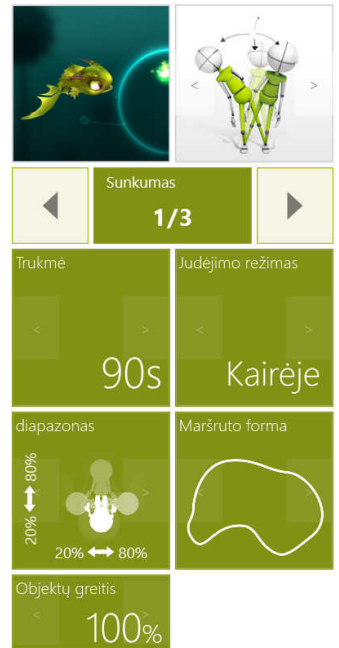 Sunkumas
1/3
Trukmė
90s
Judėjimo režimas
Kairėje
diapazonas
20% 80%
20% 80%
Maršruto forma
Objektų greitis
100%